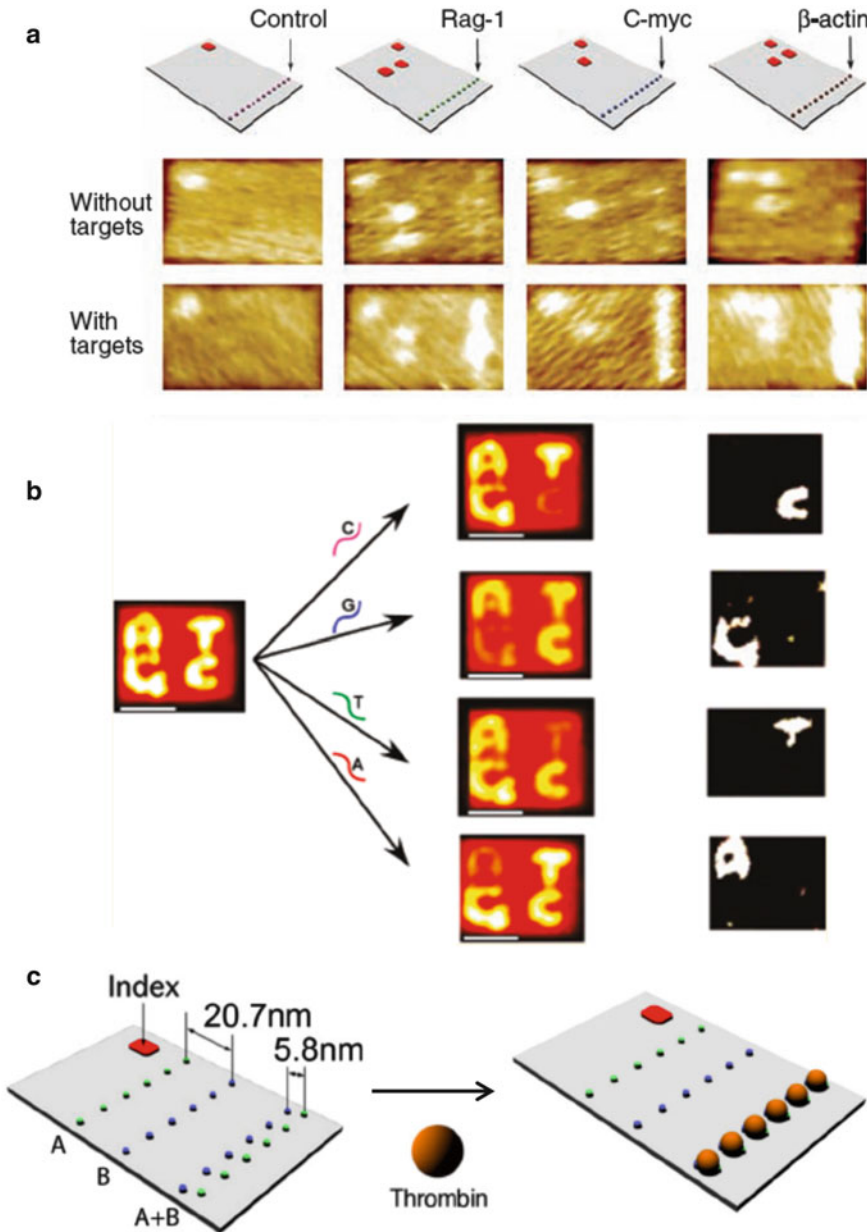 a
Control Rag-1 C-myc β-actin
Without
targets
With
targets
b
A T
G C
C
A T
G C
C
G
A T
G C
G
T
A T
G C
T
A
A T
G C
A
c
Index
20.7nm
5.8nm
A
B
A+B
Thrombin